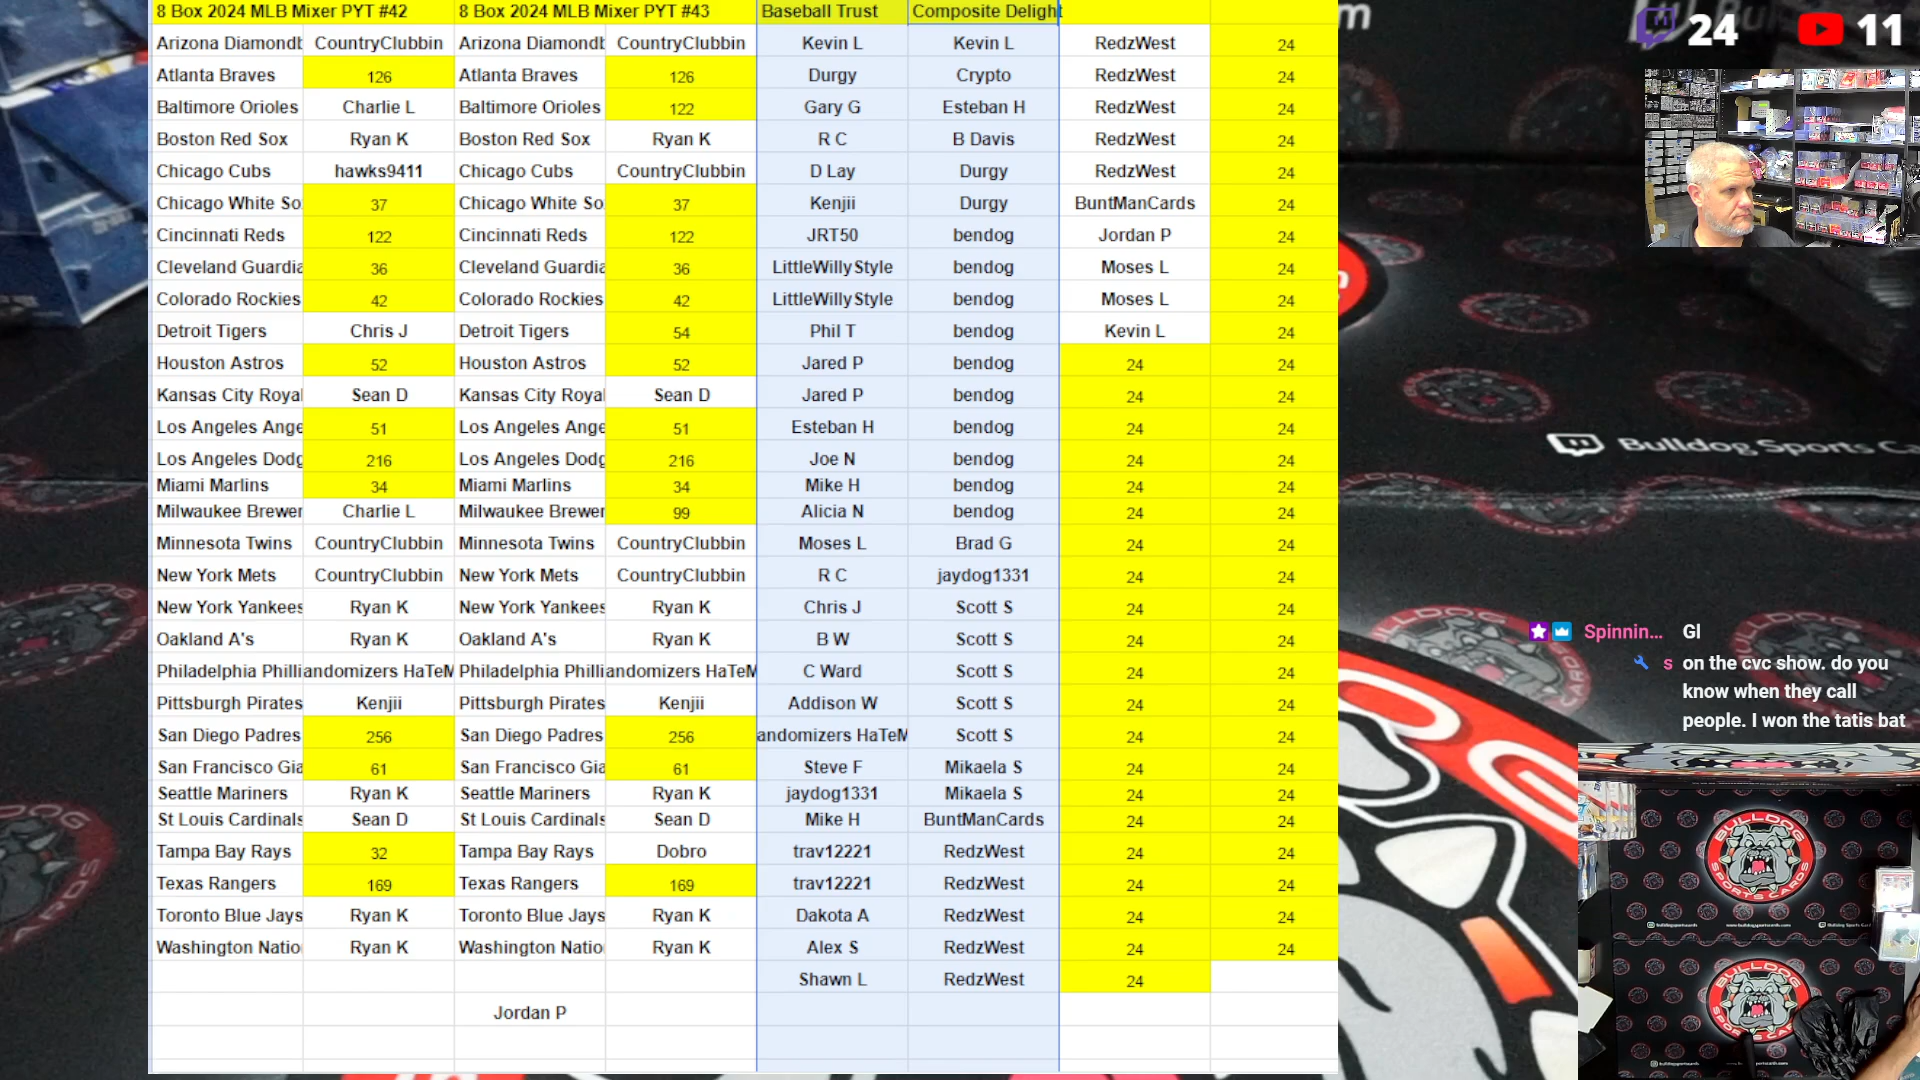 8 Box 2024 MLB Mixer PYT #42 8 Box 2024 MLB Mixer PYT #43 Baseball Trust Composite Delight
Arizona Diamondb CountryClubbin Arizona Diamondb CountryClubbin Kevin L Kevin L RedzWest 24
Atlanta Braves 126 Atlanta Braves 126 Durgy Crypto RedzWest 24
Baltimore Orioles Charlie L Baltimore Orioles 122 Gary G Esteban H RedzWest 24
Boston Red Sox Ryan K Boston Red Sox Ryan K R C B Davis RedzWest 24
Chicago Cubs hawks9411 Chicago Cubs CountryClubbin D Lay Durgy RedzWest 24
Chicago White So 37 Chicago White So 37 Kenjii Durgy BuntManCards 24
Cincinnati Reds 122 Cincinnati Reds 122 JRT50 bendog Jordan P 24
Cleveland Guardia 36 Cleveland Guardia 36 LittleWillyStyle bendog Moses L 24
Colorado Rockies 42 Colorado Rockies 42 LittleWillyStyle bendog Moses L 24
Detroit Tigers Chris J Detroit Tigers 54 Phil T bendog Kevin L 24
Houston Astros 52 Houston Astros 52 Jared P bendog 24 24
Kansas City Royal Sean D Kansas City Royal Sean D Jared P bendog 24 24
Los Angeles Ange 51 Los Angeles Ange 51 Esteban H bendog 24 24
Los Angeles Dodg 216 Los Angeles Dodg 216 Joe N bendog 24 24
Miami Marlins 34 Miami Marlins 34 Mike H bendog 24 24
Milwaukee Brewer Charlie L Milwaukee Brewer 99 Alicia N bendog 24 24
Minnesota Twins CountryClubbin Minnesota Twins CountryClubbin Moses L Brad G 24 24
New York Mets CountryClubbin New York Mets CountryClubbin R C jaydog1331 24 24
New York Yankees Ryan K New York Yankees Ryan K Chris J Scott S 24 24
Oakland A's Ryan K Oakland A's Ryan K B W Scott S 24 24
Philadelphia Philli andomizers HaTeM Philadelphia Philli andomizers HaTeM C Ward Scott S 24 24
Pittsburgh Pirates Kenjii Pittsburgh Pirates Kenjii Addison W Scott S 24 24
San Diego Padres 256 San Diego Padres 256 andomizers HaTeM Scott S 24 24
San Francisco Gia 61 San Francisco Gia 61 Steve F Mikaela S 24 24
Seattle Mariners Ryan K Seattle Mariners Ryan K jaydog1331 Mikaela S 24 24
St Louis Cardinals Sean D St Louis Cardinals Sean D Mike H BuntManCards 24 24
Tampa Bay Rays 32 Tampa Bay Rays Dobro trav12221 RedzWest 24 24
Texas Rangers 169 Texas Rangers 169 trav12221 RedzWest 24 24
Toronto Blue Jays Ryan K Toronto Blue Jays Ryan K Dakota A RedzWest 24 24
Washington Natio Ryan K Washington Natio Ryan K Alex S RedzWest 24 24
Shawn L RedzWest 24
Jordan P
24 11
Bulldog Sports Ca
Spinnin... Gl
s on the cvc show. do you
know when they call
people. I won the tatis bat
BULLDOG
SPORTS CARDS
BULLDOG
SPORTS CARDS